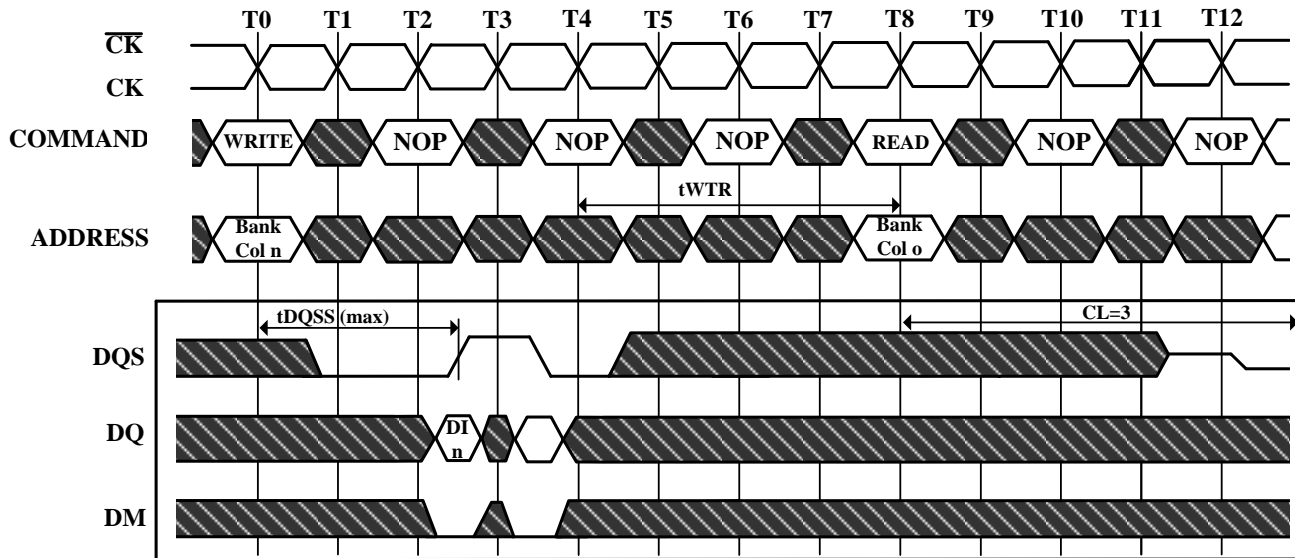 T0 T1 T2 T3 T4 T5 T6 T7 T8 T9 T10 T11 T12
CK
CK
COMMAND WRITE NOP NOP NOP READ NOP NOP
tWTR
ADDRESS Bank Col n Bank Col o
tDQSS (max) CL=3
DQS
DQ DI n
DM